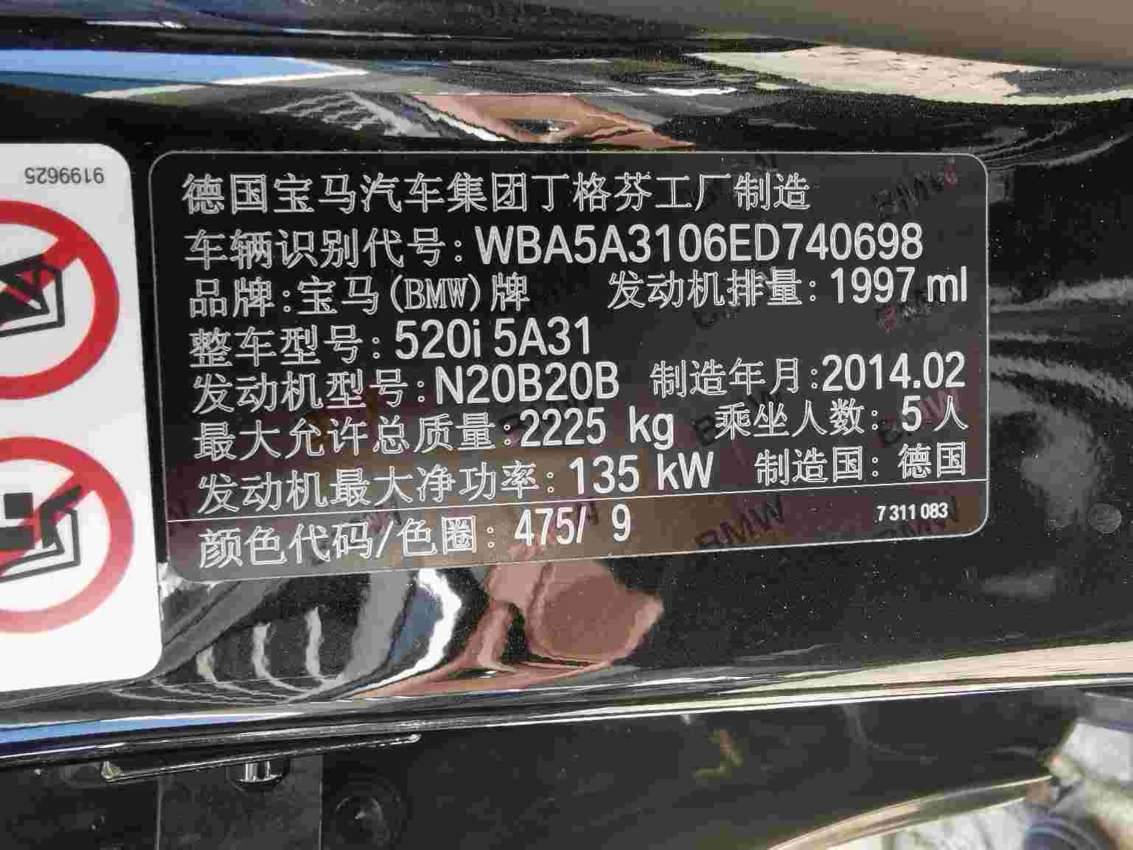 9199625
德国宝马汽车集团丁格芬工厂制造
车辆识别代号: WBA5A3106ED740698
品牌:宝马(BMW)牌 发动机排量: 1997 ml
整车型号: 520i 5A31
发动机型号: N20B20B 制造年月:2014.02
最大允许总质量:2225 kg 乘坐人数: 5人
发动机最大净功率: 135 kW 制造国: 德国
颜色代码/色圈: 475/ 9 7 311 083
BMW
BMW
BMW
BMW